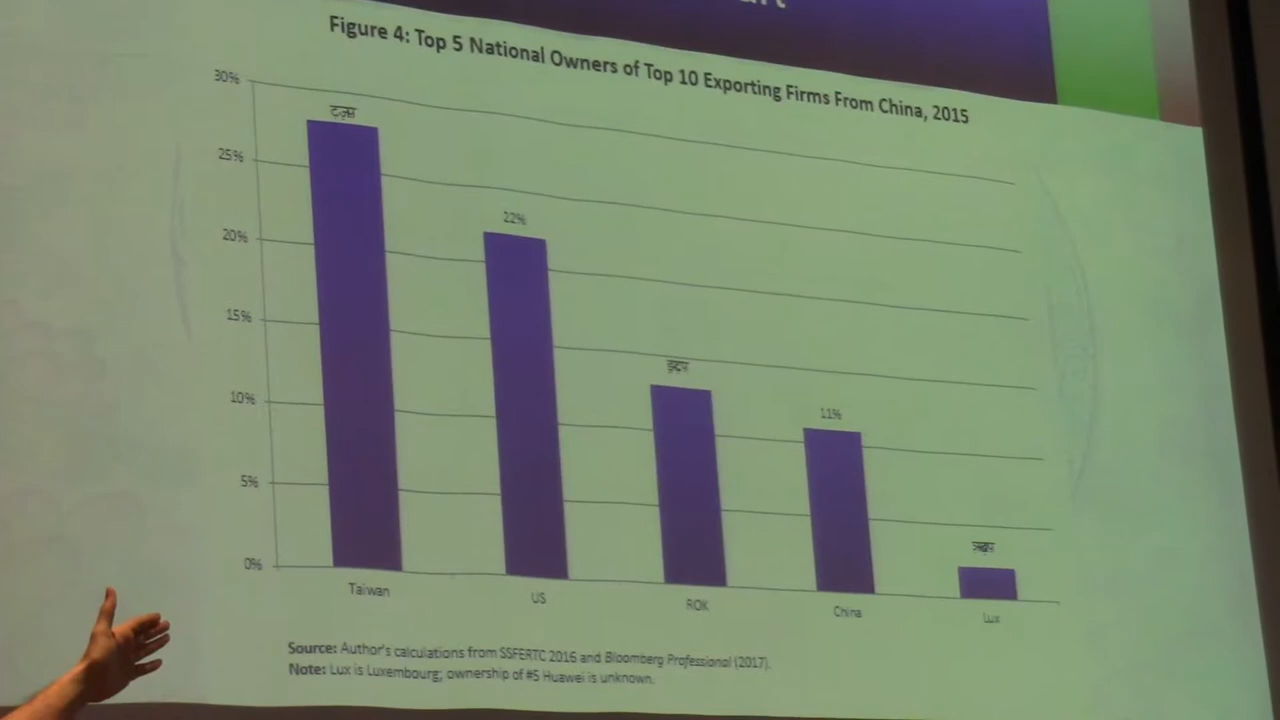 Figure 4: Top 5 National Owners of Top 10 Exporting Firms From China, 2015
30%
25%
20%
15%
10%
5%
0%
22%
11%
Taiwan
US
ROK
China
Lux
Source: Author's calculations from SSFERTC 2016 and Bloomberg Professional (2017).
Note: Lux is Luxembourg; ownership of #5 Huawei is unknown.